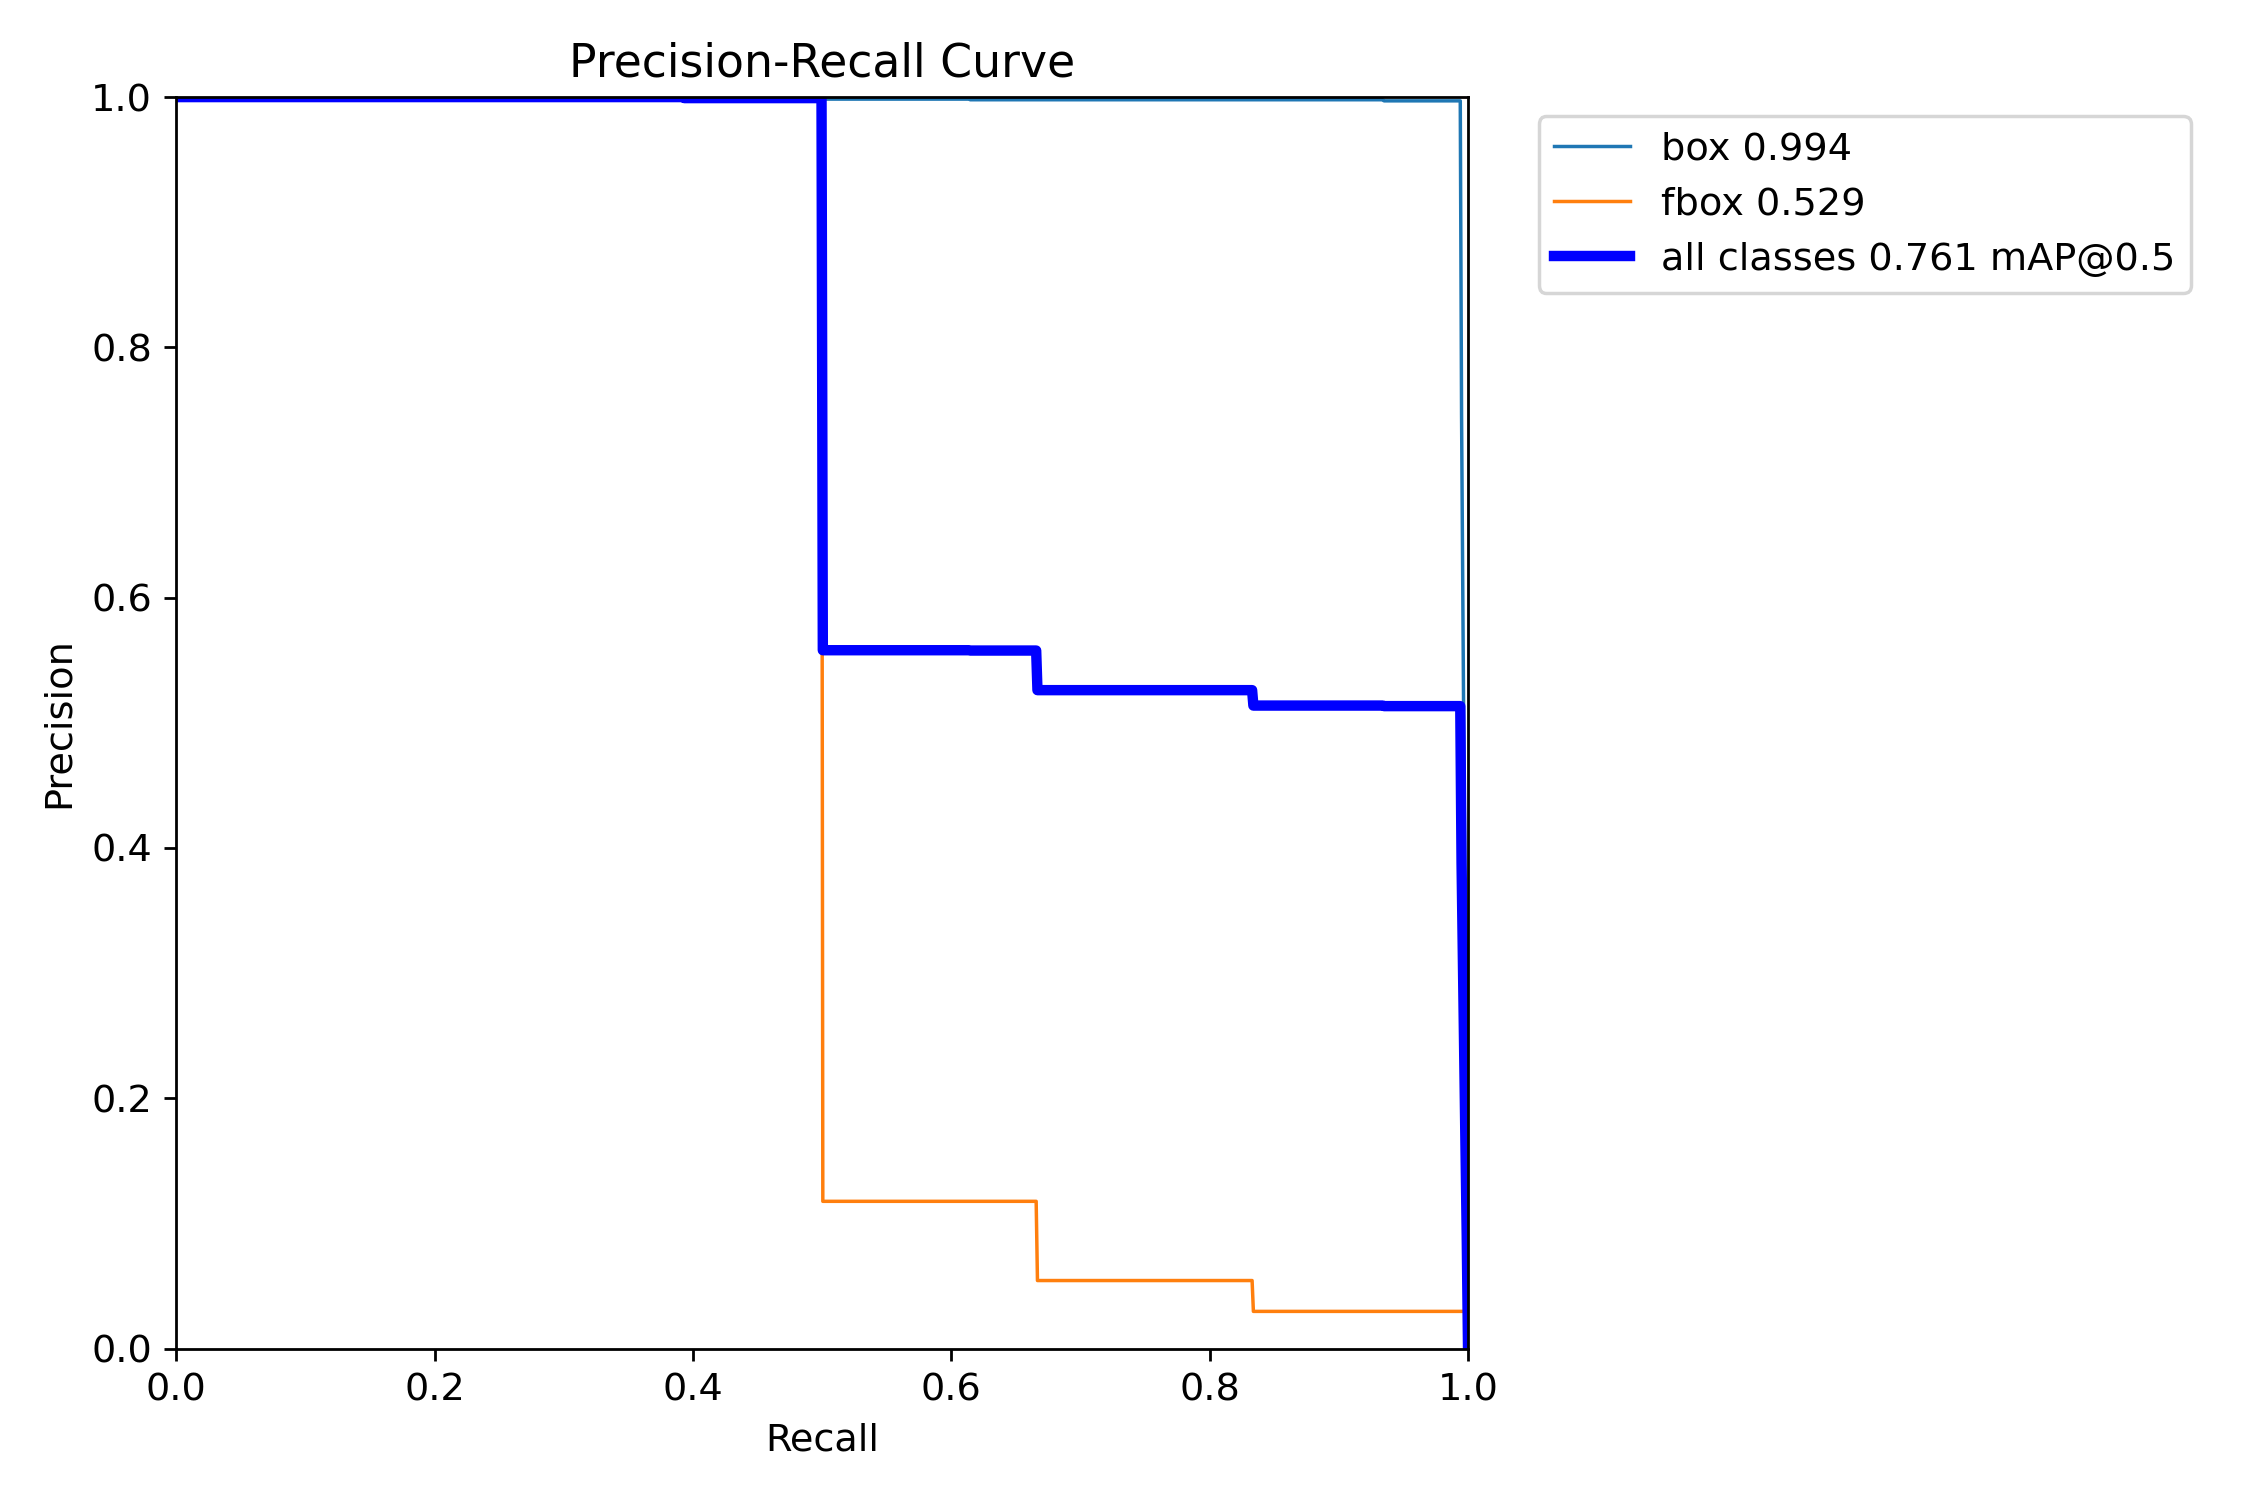 Precision-Recall Curve
1.0
0.8
0.6
0.4
0.2
0.0
Precision
0.0 0.2 0.4 0.6 0.8 1.0
Recall
box 0.994
fbox 0.529
all classes 0.761 mAP@0.5